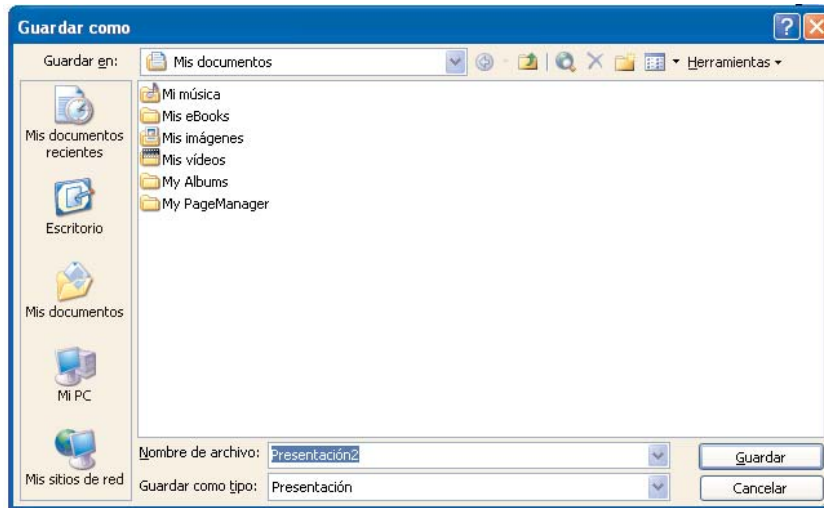 Guardar como
Guardar en:
Mis documentos
Herramientas
Mis documentos
recientes
Escritorio
Mis documentos
Mi PC
Mis sitios de red
Mi música
Mis eBooks
Mis imágenes
Mis vídeos
My Albums
My PageManager
Nombre de archivo:
Presentación2
Guardar
Guardar como tipo:
Presentación
Cancelar